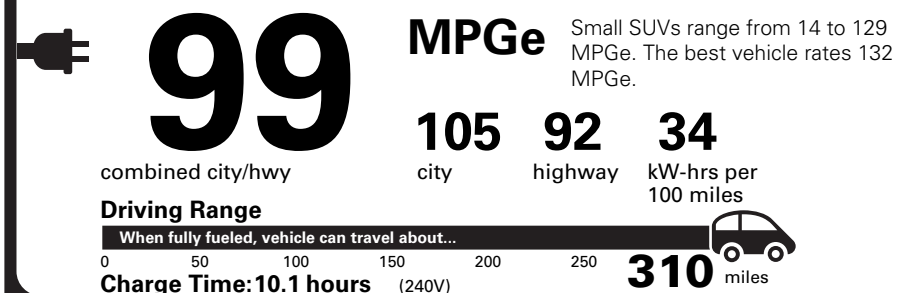 99
MPGe
Small SUVs range from 14 to 129
MPGe. The best vehicle rates 132
MPGe.
combined city/hwy
105 92 34
city highway kW-hrs per
100 miles
Driving Range
When fully fueled, vehicle can travel about...
0 50 100 150 200 250 310 miles
Charge Time: 10.1 hours (240V)